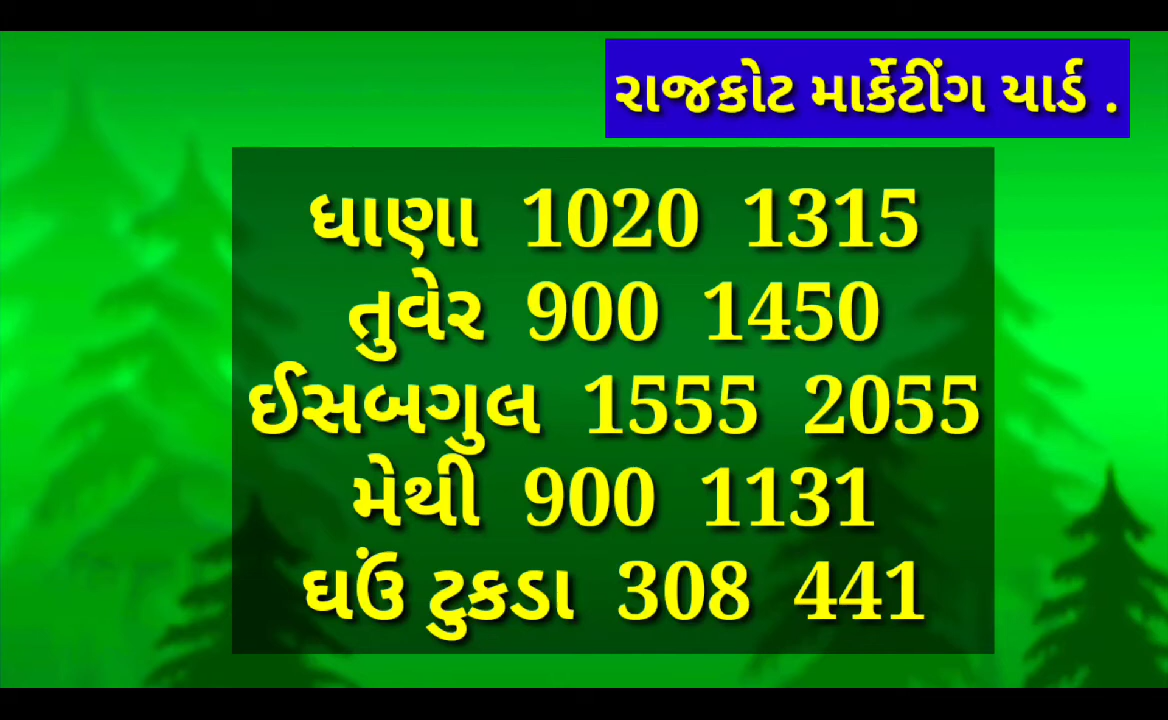 રાજકોટ માર્કેટીંગ યાર્ડ .
ધાણા 1020 1315
તુવેર 900 1450
ઈસબગુલ 1555 2055
મેથી 900 1131
ઘઉં ટુકડા 308 441